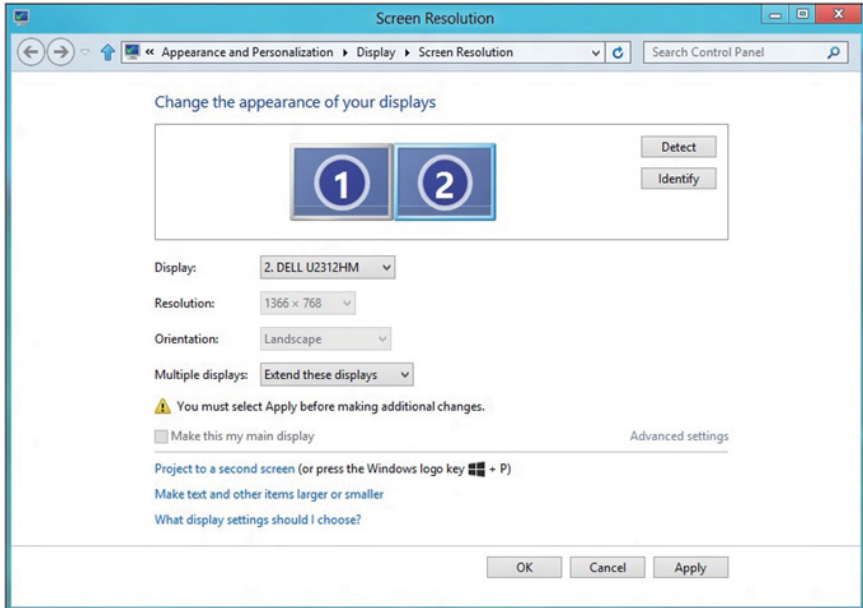 Screen Resolution
« Appearance and Personalization ▸ Display ▸ Screen Resolution Search Control Panel
Change the appearance of your displays
1 2
Detect
Identify
Display: 2. DELL U2312HM
Resolution: 1366 × 768
Orientation: Landscape
Multiple displays: Extend these displays
You must select Apply before making additional changes.
Make this my main display Advanced settings
Project to a second screen (or press the Windows logo key + P)
Make text and other items larger or smaller
What display settings should I choose?
OK Cancel Apply